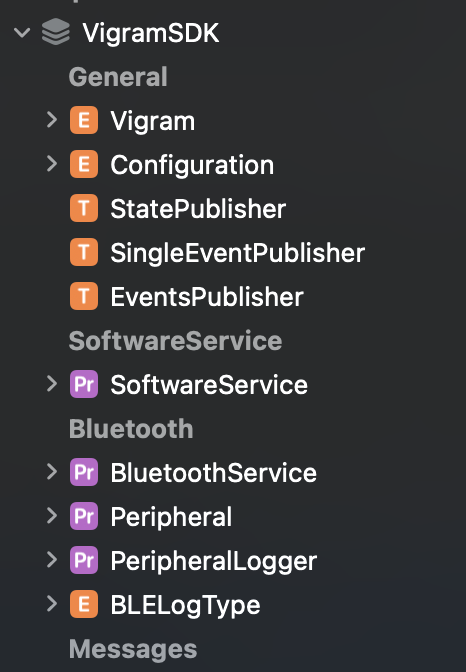 VigramSDK
General
E Vigram
E Configuration
T StatePublisher
T SingleEventPublisher
T EventsPublisher
SoftwareService
Pr SoftwareService
Bluetooth
Pr BluetoothService
Pr Peripheral
Pr PeripheralLogger
E BLELogType
Messages